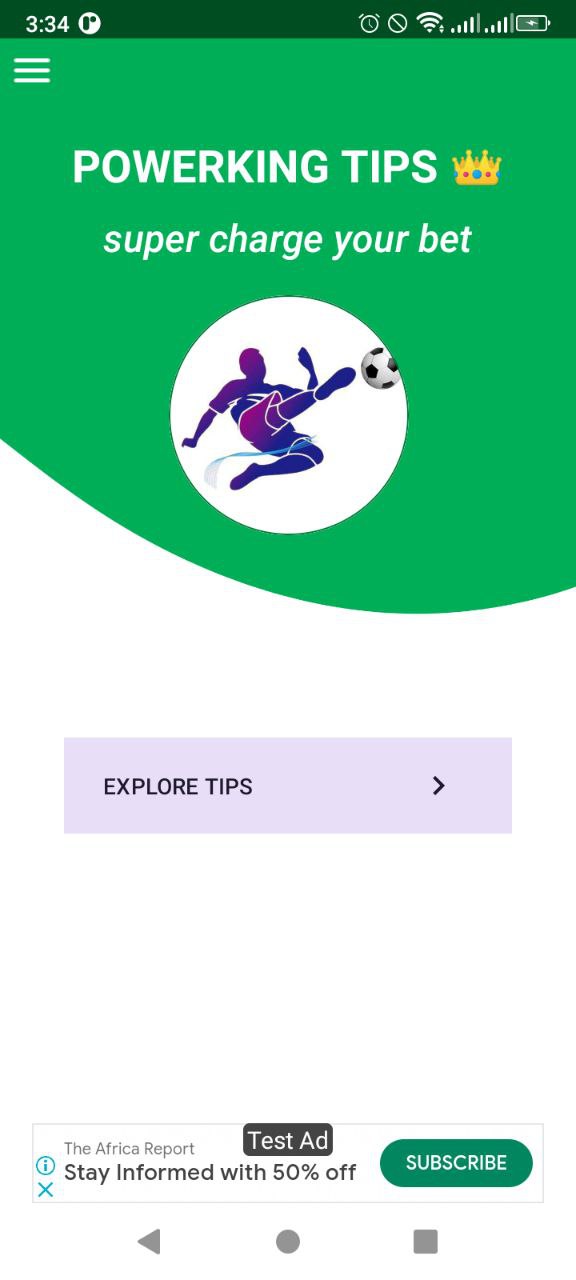 3:34
POWERKING TIPS 👑
super charge your bet
EXPLORE TIPS
Test Ad
The Africa Report
Stay Informed with 50% off
SUBSCRIBE